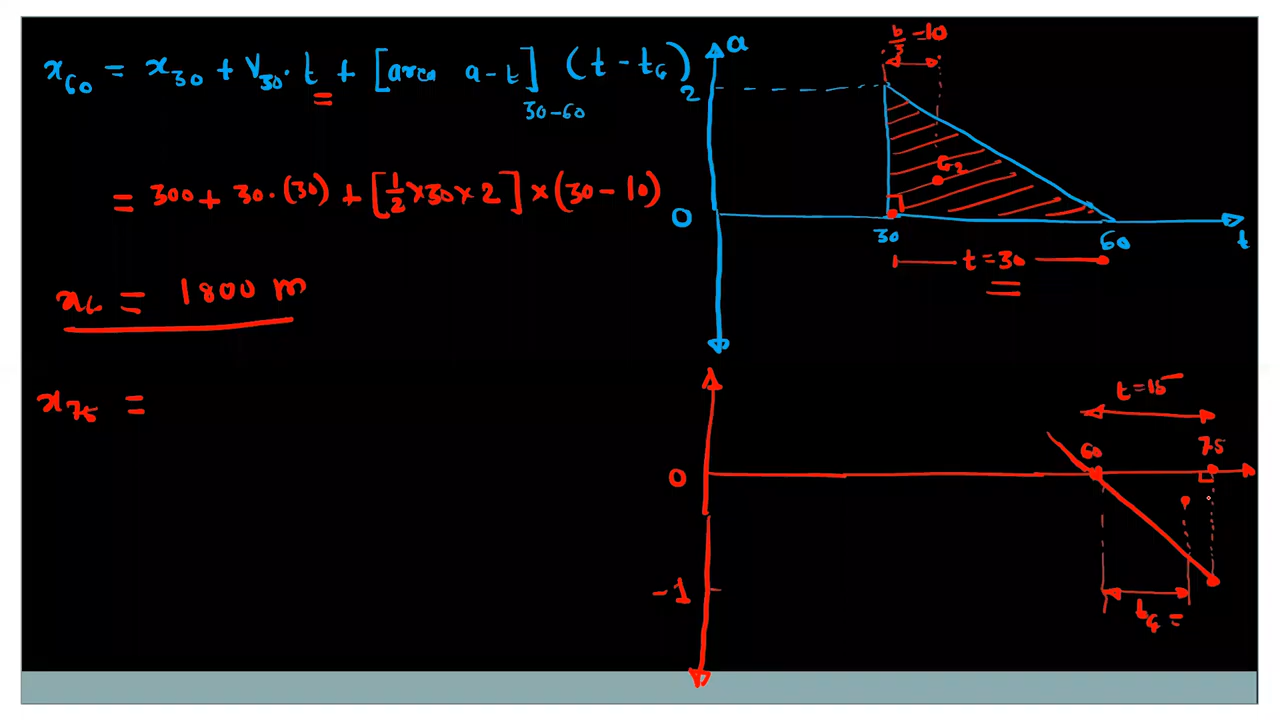 x60 = x30 + V30 · t + [area a-t]30-60 (t - tG)
= 300 + 30 · (30) + [1/2 × 30 × 2] × (30 - 10)
x6 = 1800 m
x75 =
b/3 = 10
a
2
G2
0
30
60
t
t = 30
t = 15
60
75
0
-1
tG =